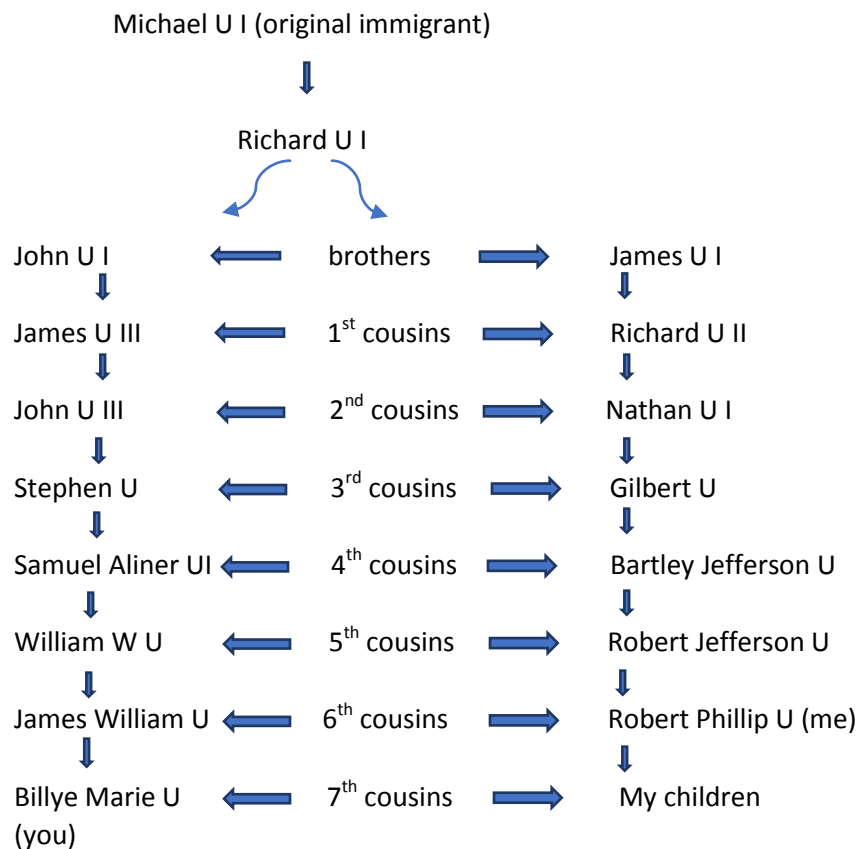 Michael U I (original immigrant)
Richard U I
John U I brothers James U I
James U III 1st cousins Richard U II
John U III 2nd cousins Nathan U I
Stephen U 3rd cousins Gilbert U
Samuel Aliner UI 4th cousins Bartley Jefferson U
William W U 5th cousins Robert Jefferson U
James William U 6th cousins Robert Phillip U (me)
Billye Marie U 7th cousins My children
(you)